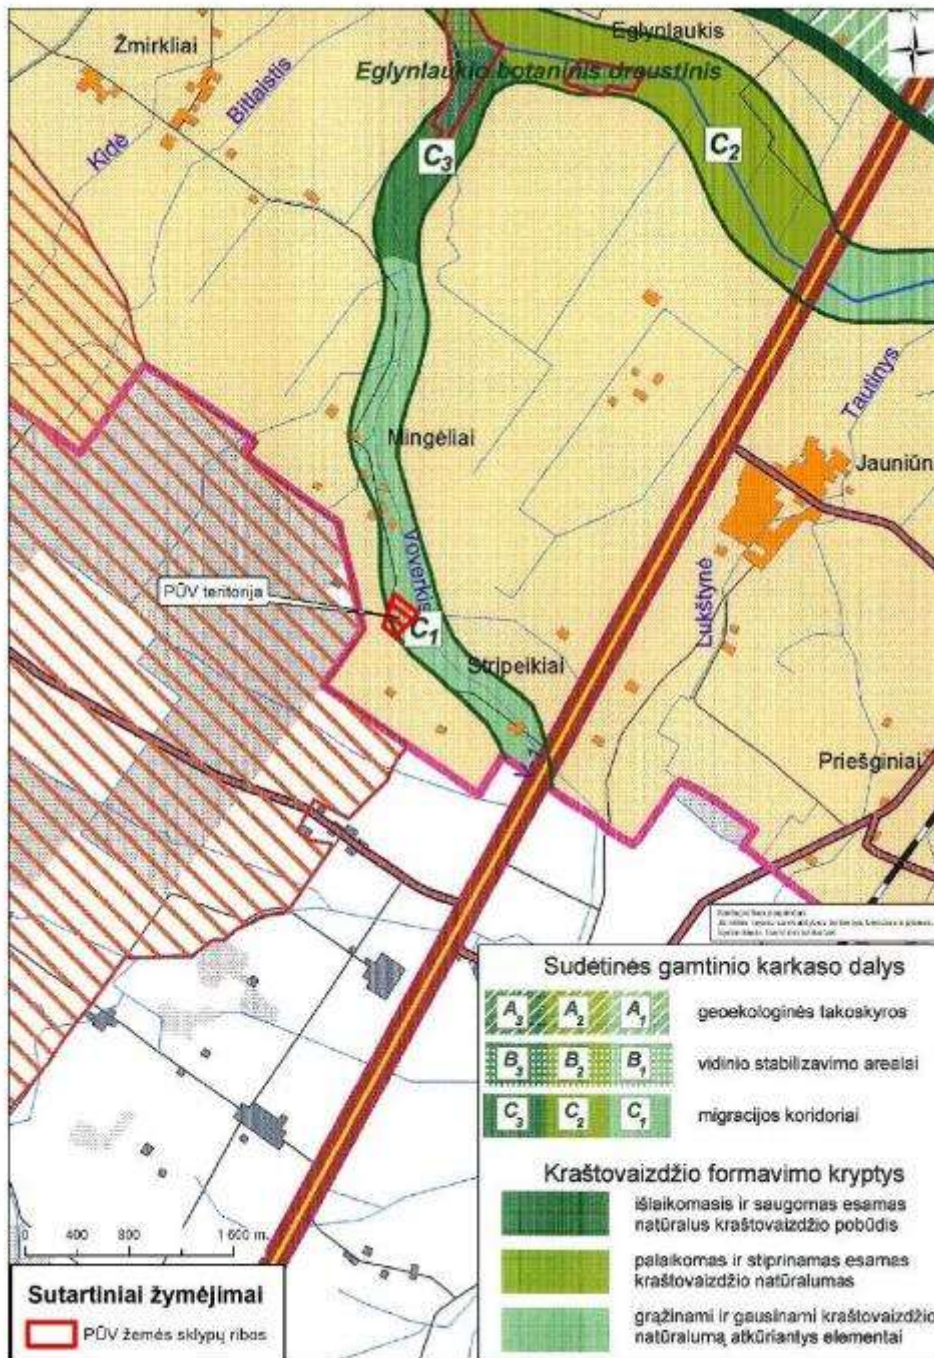 Eglynlaukis
Žmirkliai
Bitlaistis
Eglynlaukio botaninis draustinis
Kidė
C3
C2
Tautinys
Mingėliai
Jauniūn
Voverkis
PŪV teritorija
C1
Lukštynė
Stripeikiai
Priešginiai
Sudėtinės gamtinio karkaso dalys
A3 A2 A1 geoekologinės takoskyros
B3 B2 B1 vidinio stabilizavimo arealai
C3 C2 C1 migracijos koridoriai
Kraštovaizdžio formavimo kryptys
išlaikomasis ir saugomas esamas
natūralus kraštovaizdžio pobūdis
palaikomas ir stiprinamas esamas
kraštovaizdžio natūralumas
grąžinami ir gausinami kraštovaizdžio
natūralumą atkūriantys elementai
0 400 800 1 600 m.
Sutartiniai žymėjimai
PŪV žemės sklypų ribos